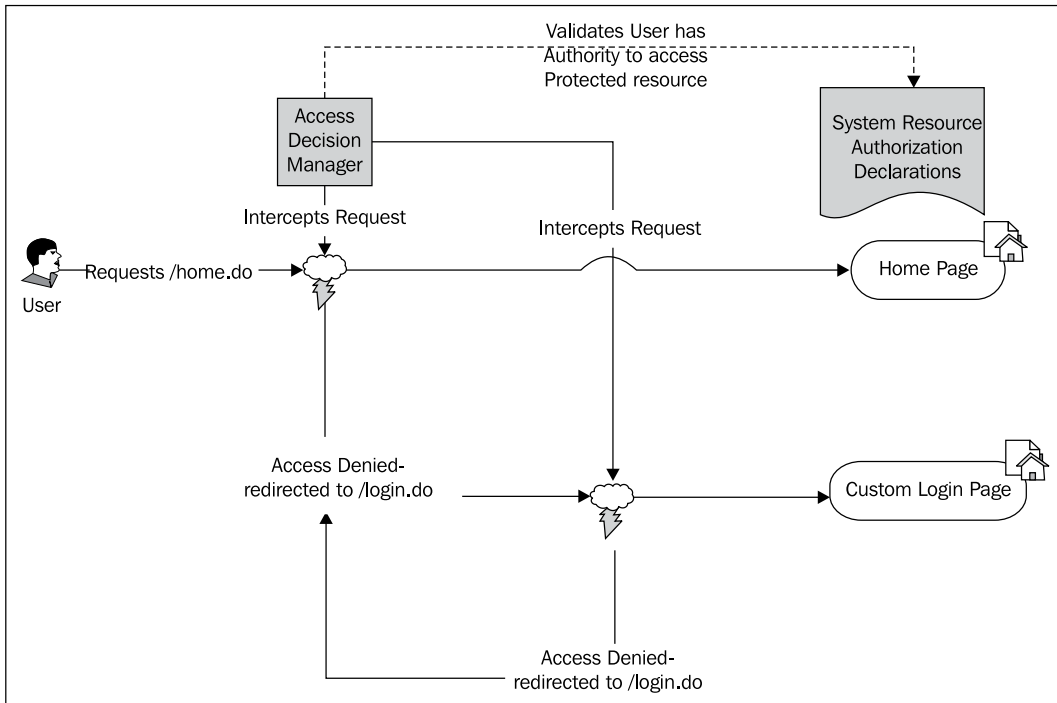 Validates User has
Authority to access
Protected resource
Access
Decision
Manager
System Resource
Authorization
Declarations
Intercepts Request
Intercepts Request
Requests /home.do
User
Home Page
Access Denied-
redirected to /login.do
Custom Login Page
Access Denied-
redirected to /login.do